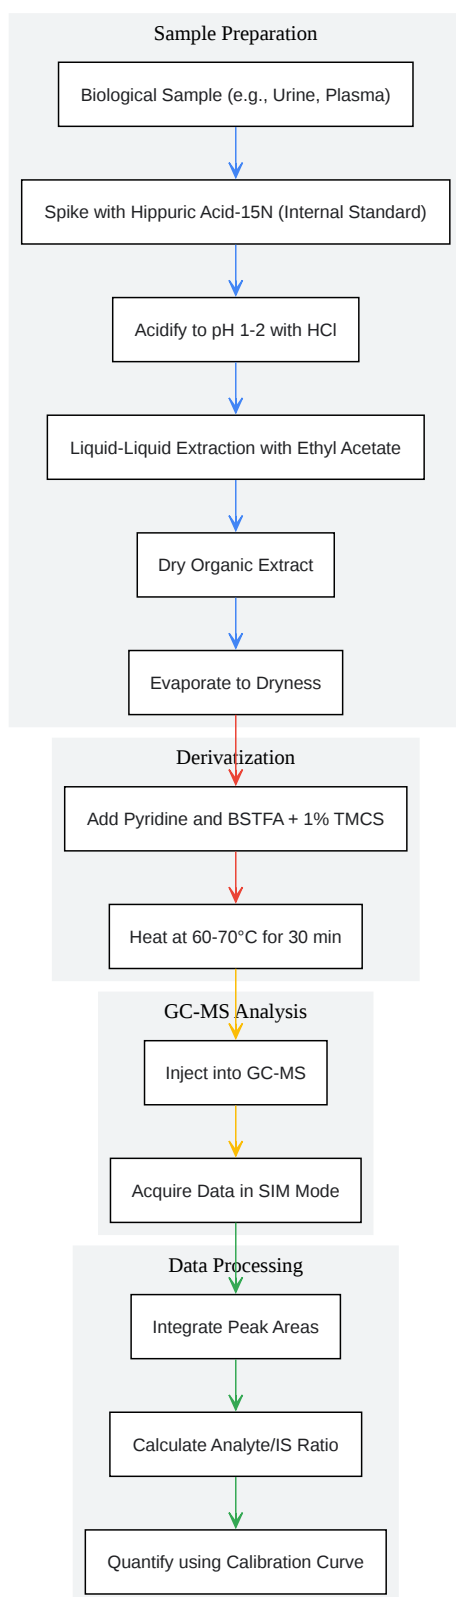 Sample Preparation
Biological Sample (e.g., Urine, Plasma)
Spike with Hippuric Acid-15N (Internal Standard)
Acidify to pH 1-2 with HCl
Liquid-Liquid Extraction with Ethyl Acetate
Dry Organic Extract
Evaporate to Dryness
Derivatization
Add Pyridine and BSTFA + 1% TMCS
Heat at 60-70°C for 30 min
GC-MS Analysis
Inject into GC-MS
Acquire Data in SIM Mode
Data Processing
Integrate Peak Areas
Calculate Analyte/IS Ratio
Quantify using Calibration Curve